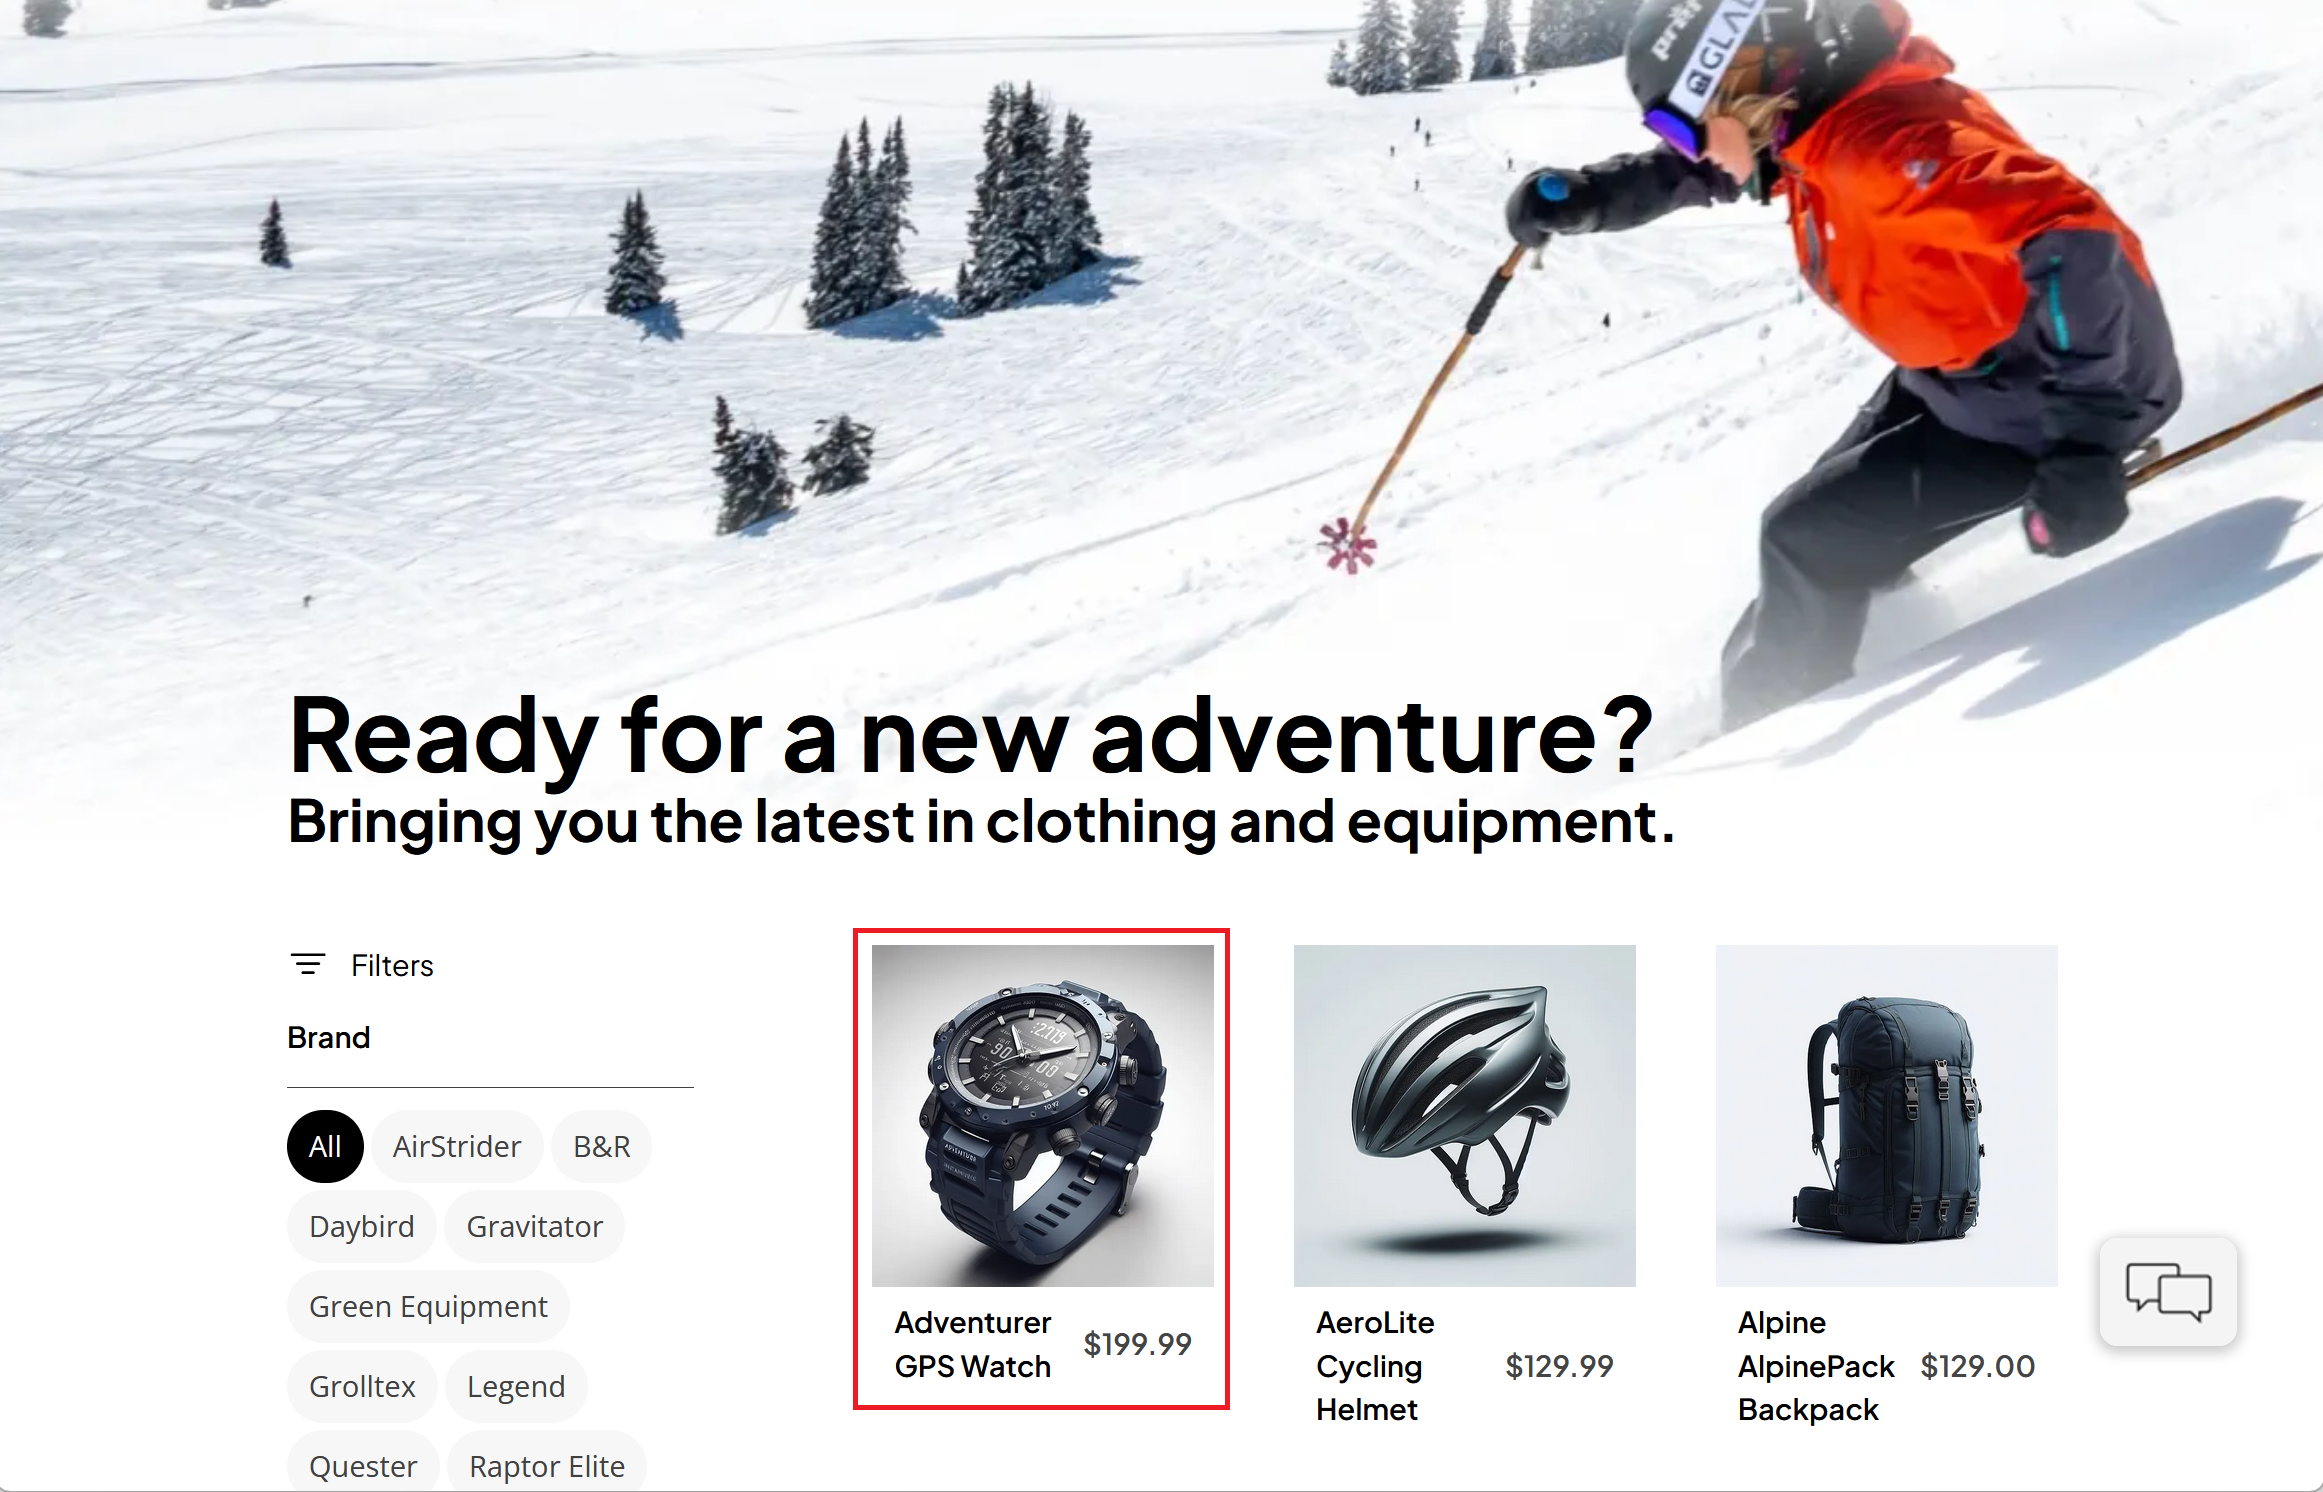 GLADE
Ready for a new adventure?
Bringing you the latest in clothing and equipment.
Filters
Brand
All
AirStrider
B&R
Daybird
Gravitator
Green Equipment
Grolltex
Legend
Quester
Raptor Elite
Adventurer
GPS Watch
$199.99
AeroLite
Cycling
Helmet
$129.99
Alpine
AlpinePack
Backpack
$129.00